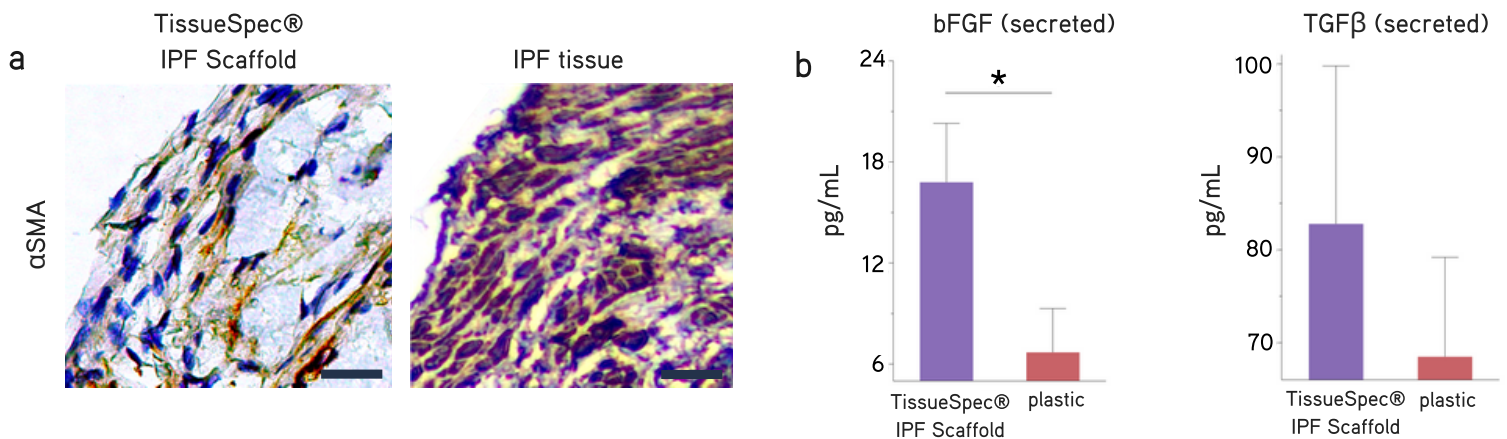 a
TissueSpec®
IPF Scaffold
IPF tissue
αSMA
b
bFGF (secreted)
pg/mL
24
18
12
6
*
TissueSpec®
IPF Scaffold
plastic
TGFβ (secreted)
pg/mL
100
90
80
70
TissueSpec®
IPF Scaffold
plastic